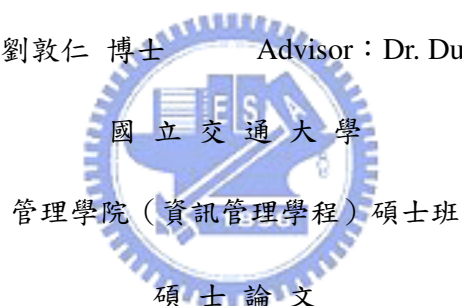 劉敦仁 博士 Advisor：Dr. Du
國 立 交 通 大 學
管理學院（資訊管理學程）碩士班
碩 士 論 文